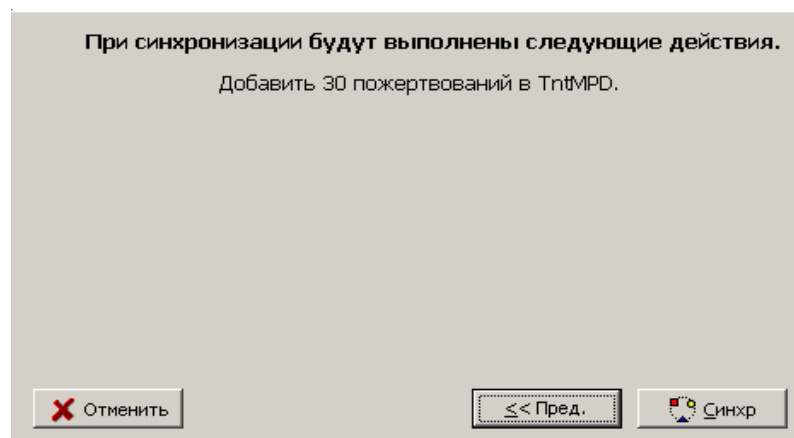 При синхронизации будут выполнены следующие действия.
Добавить 30 пожертвований в TntMPD.
Отменить
<< Пред.
Синхр